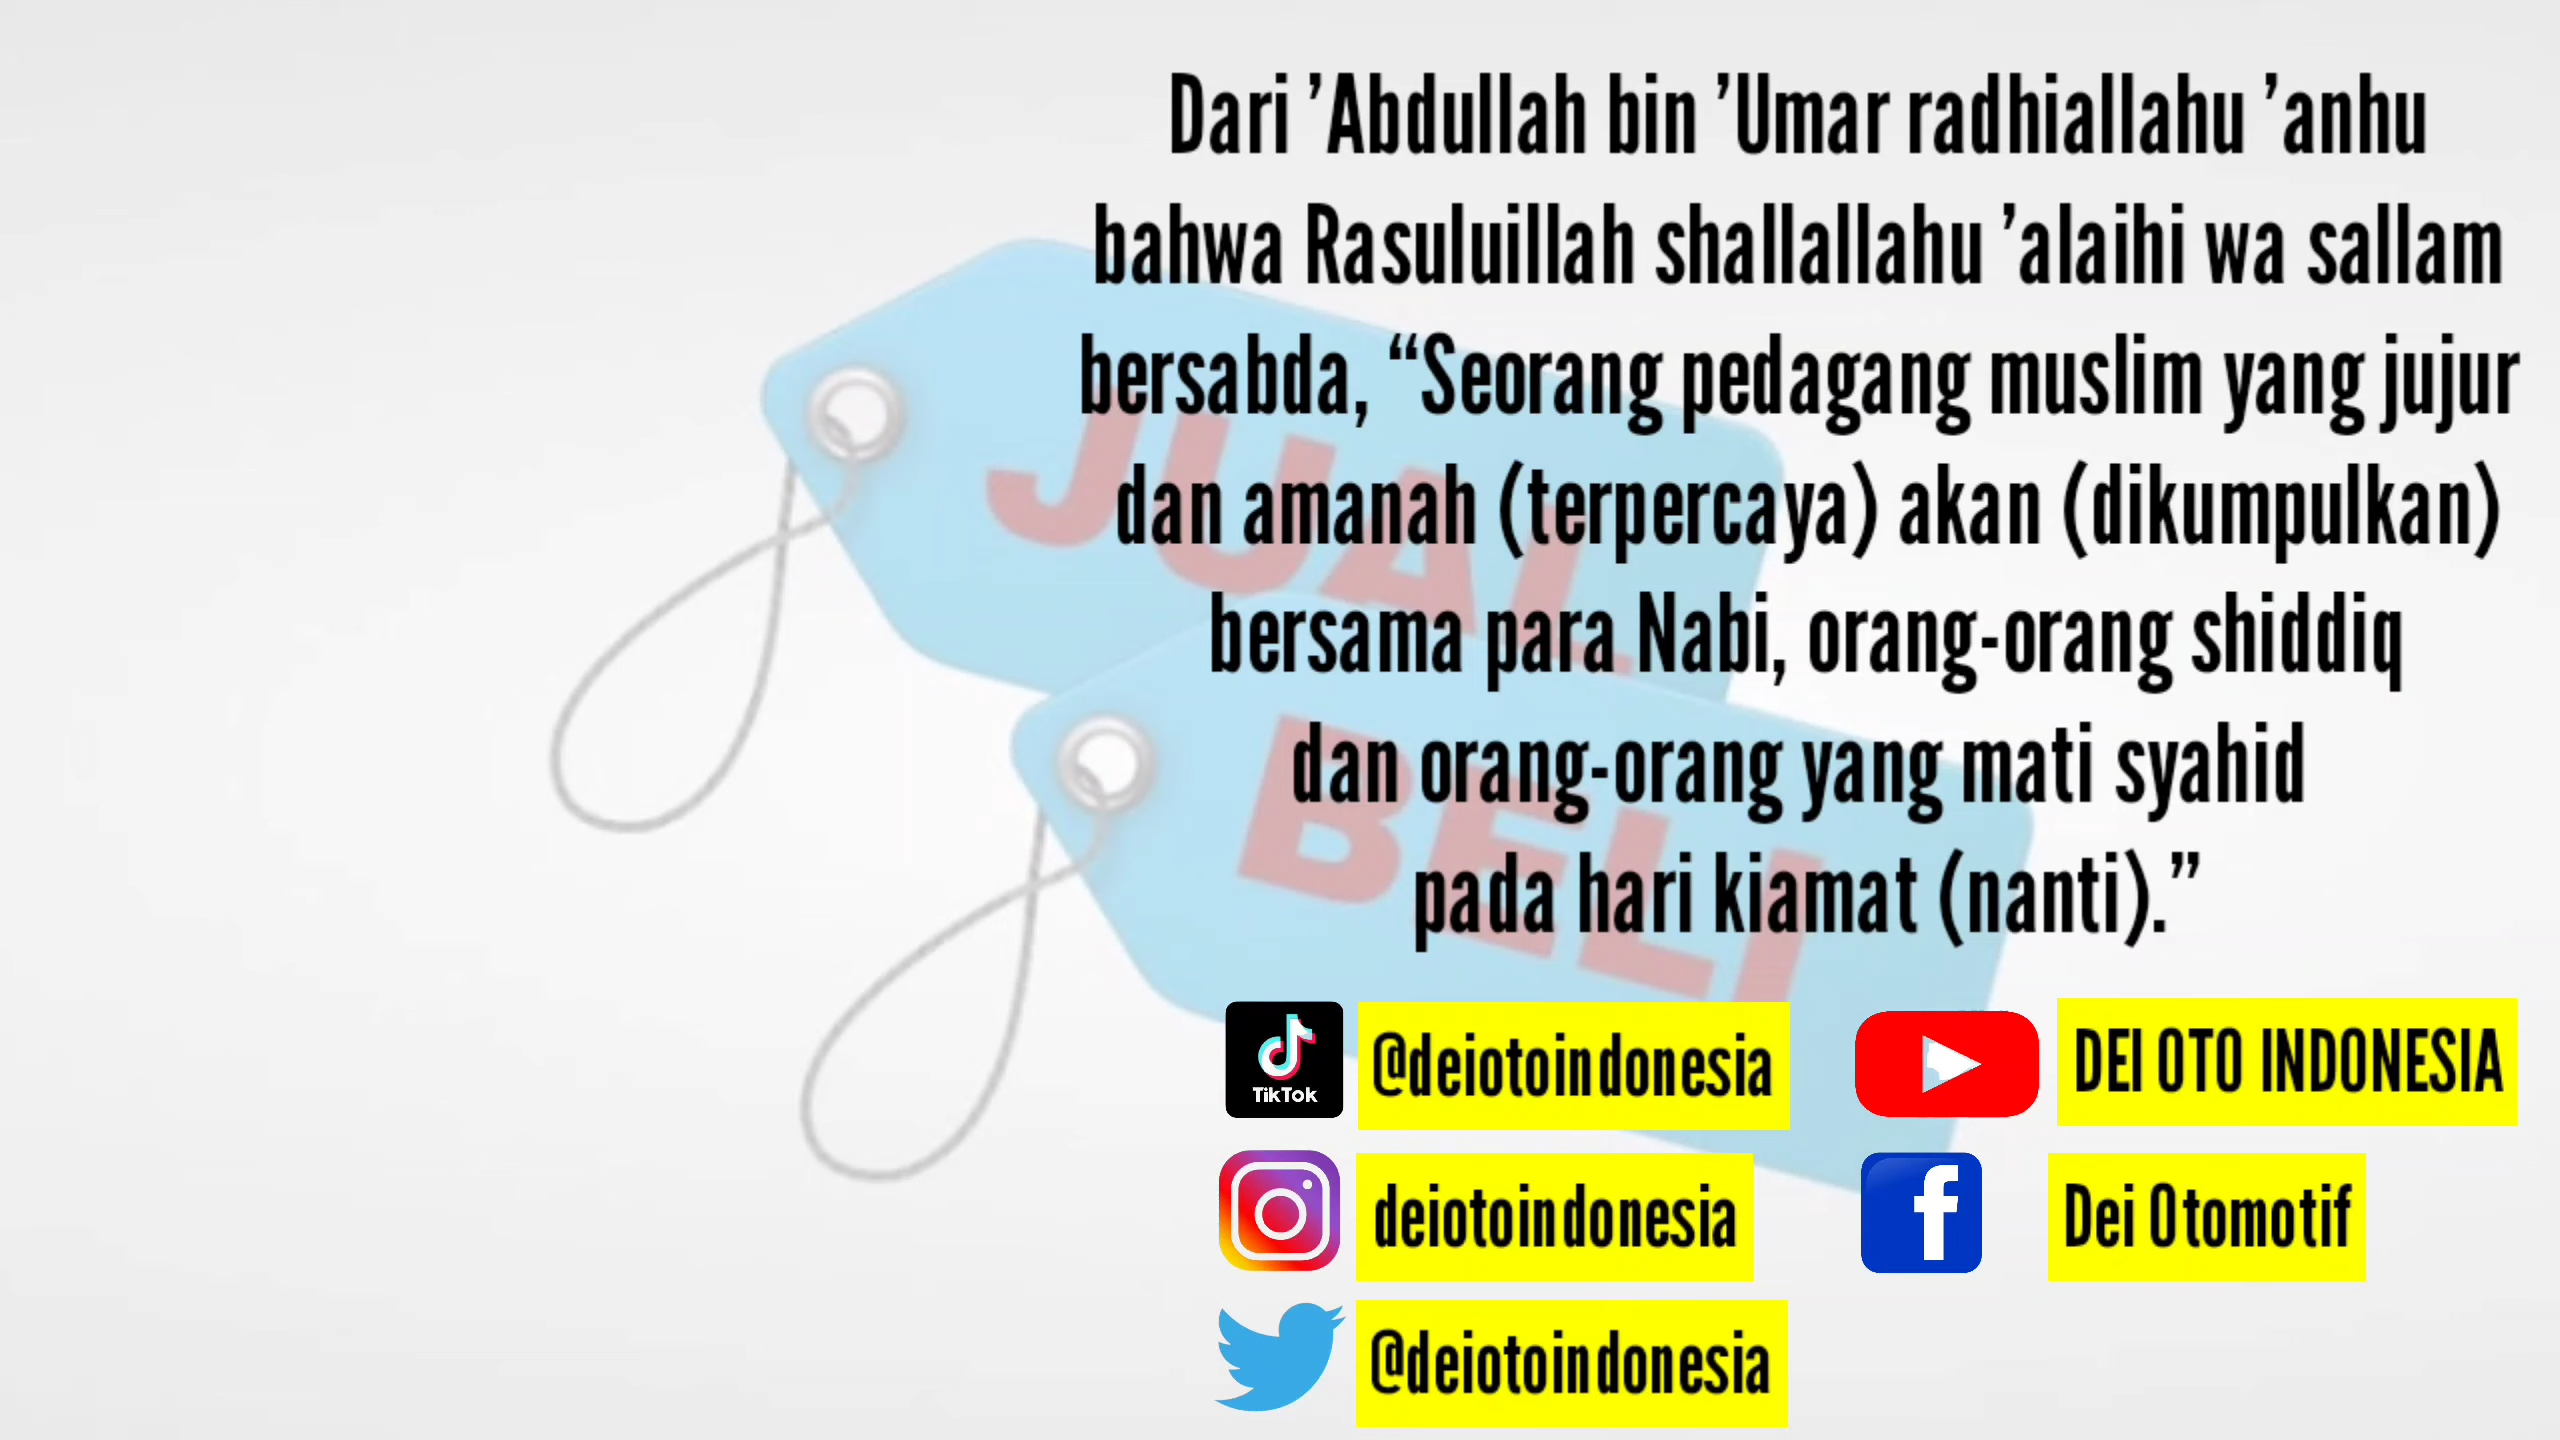 Dari ’Abdullah bin ’Umar radhiallahu ’anhu
bahwa Rasuluillah shallallahu ’alaihi wa sallam
bersabda, “Seorang pedagang muslim yang jujur
dan amanah (terpercaya) akan (dikumpulkan)
bersama para Nabi, orang-orang shiddiq
dan orang-orang yang mati syahid
pada hari kiamat (nanti).”
JUAL
BELI
TikTok
@deiotoindonesia
DEI OTO INDONESIA
deiotoindonesia
Dei Otomotif
@deiotoindonesia